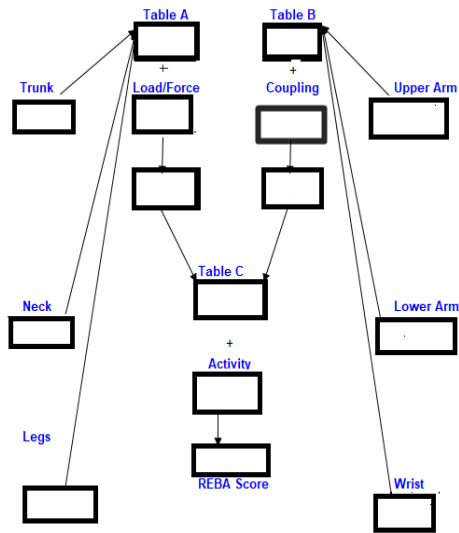 Table A
Table B
+
+
Trunk
Load/Force
Coupling
Upper Arm
Table C
Neck
Lower Arm
+
Activity
Legs
REBA Score
Wrist